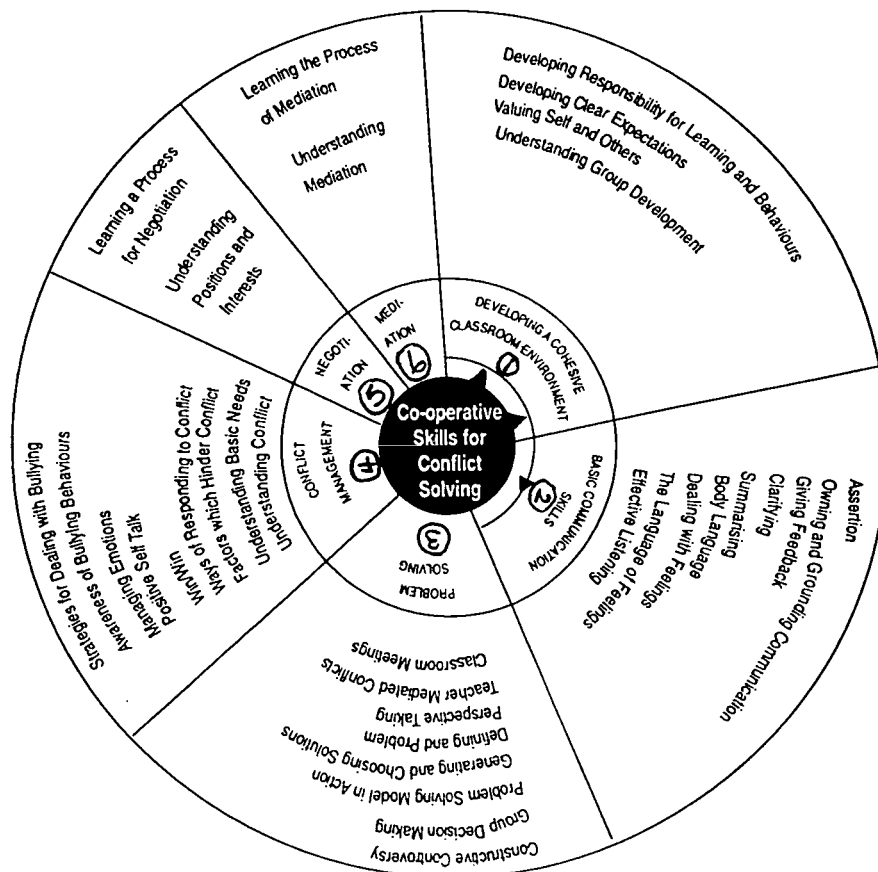 Co-operative
Skills for
Conflict
Solving
DEVELOPING A COHESIVE
CLASSROOM ENVIRONMENT
1
Developing Responsibility for Learning and Behaviours
Developing Clear Expectations
Valuing Self and Others
Understanding Group Development
BASIC COMMUNICATION
SKILLS
2
Assertion
Owning and Grounding Communication
Giving Feedback
Clarifying
Summarising
Body Language
Dealing with Feelings
The Language of Feelings
Effective Listening
PROBLEM
SOLVING
3
Classroom Meetings
Teacher Mediated Conflicts
Perspective Taking
Defining and Problem
Generating and Choosing Solutions
Problem Solving Model in Action
Group Decision Making
Constructive Controversy
CONFLICT
MANAGEMENT
4
Strategies for Dealing with Bullying
Awareness of Bullying Behaviours
Managing Emotions
Positive Self Talk
Win/Win
Ways of Responding to Conflict
Factors which Hinder Conflict
Understanding Basic Needs
Understanding Conflict
NEGOTI-
ATION
5
Learning a Process
for Negotiation
Understanding
Positions and
Interests
MEDI-
ATION
6
Learning the Process
of Mediation
Understanding
Mediation